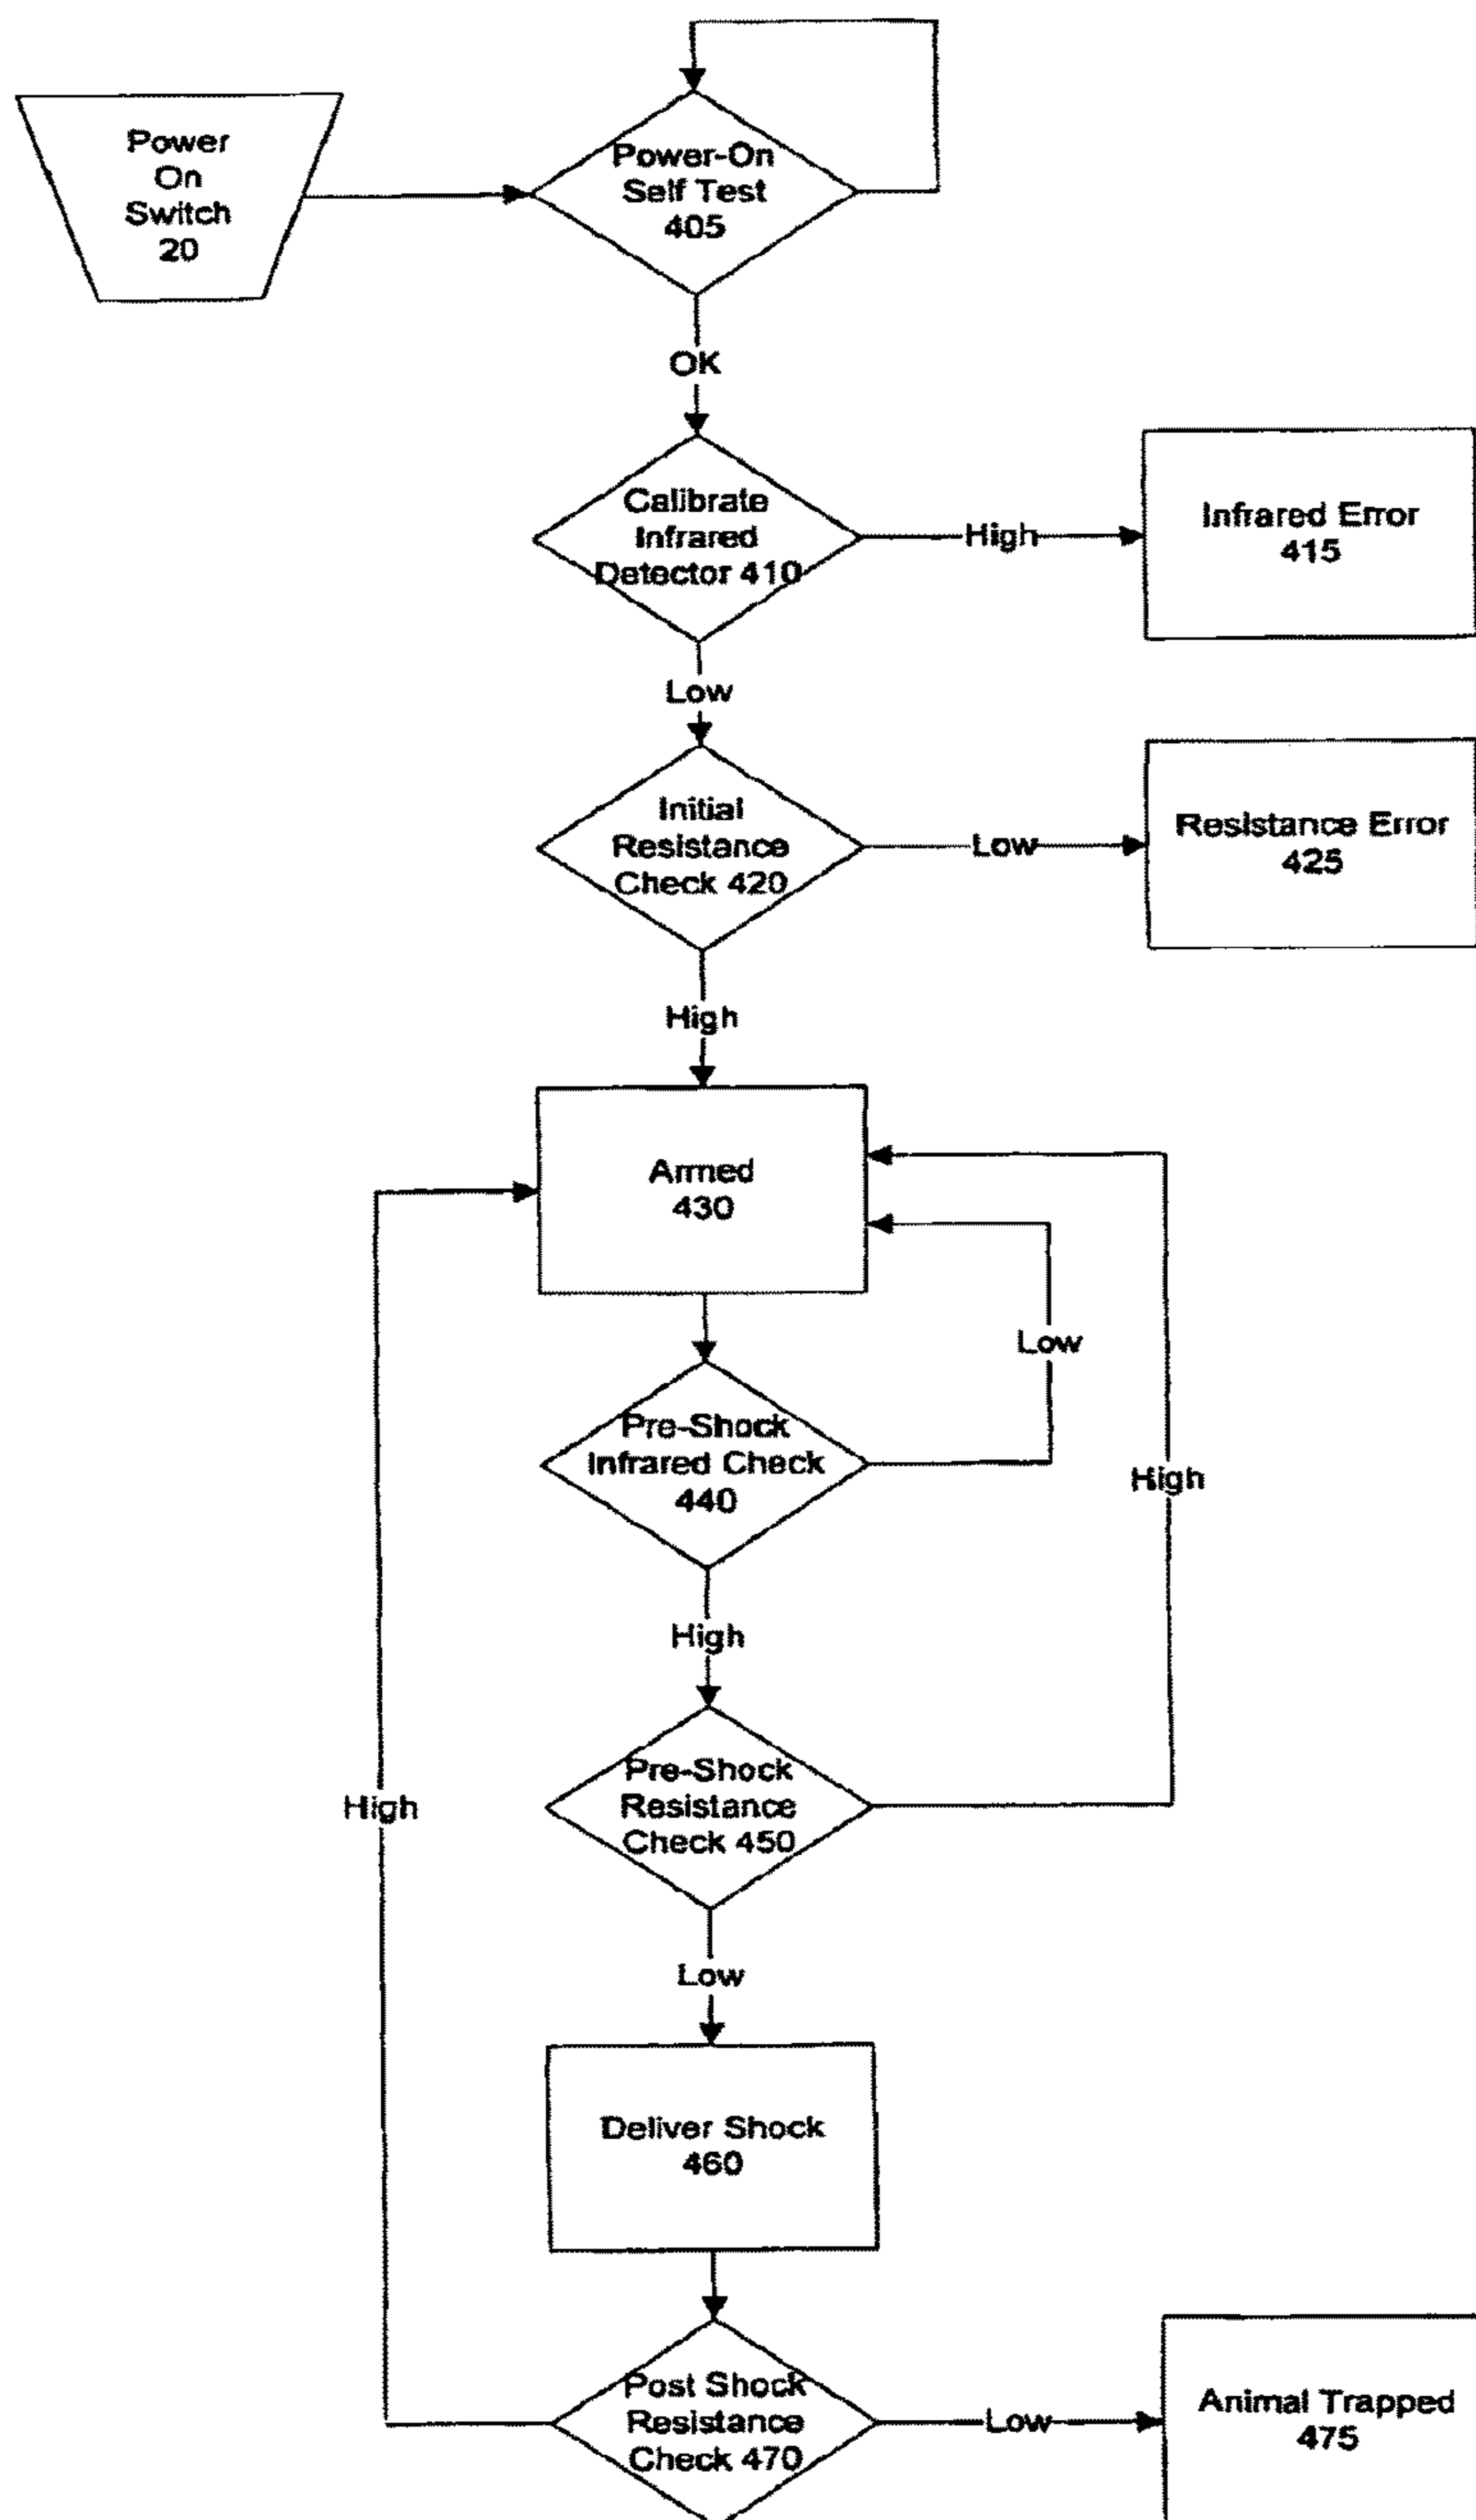 Power
On
Switch
20
Power-On
Self Test
405
OK
Calibrate
Infrared
Detector 410
High
Infrared Error
415
Low
Initial
Resistance
Check 420
Low
Resistance Error
425
High
Armed
430
Low
Pre-Shock
Infrared Check
440
High
High
Pre-Shock
Resistance
Check 450
High
Low
Deliver Shock
460
Post Shock
Resistance
Check 470
Low
Animal Trapped
475